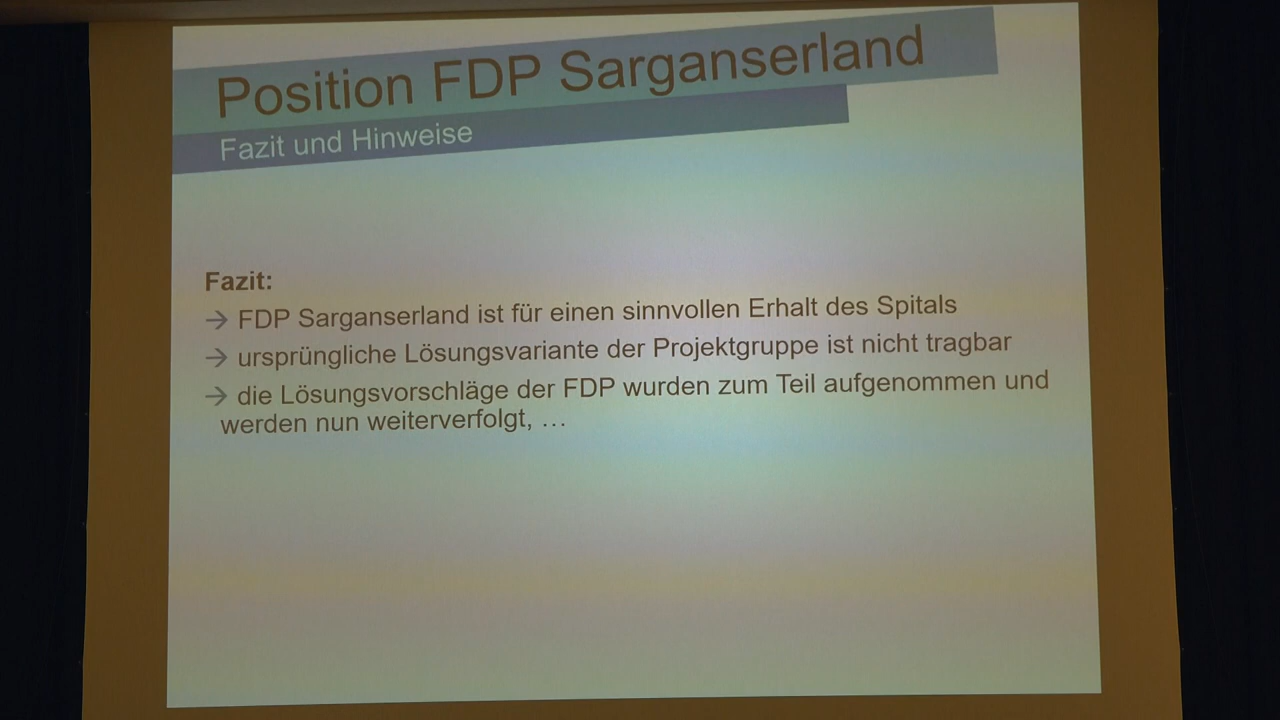 Position FDP Sarganserland
Fazit und Hinweise
Fazit:
→ FDP Sarganserland ist für einen sinnvollen Erhalt des Spitals
→ ursprüngliche Lösungsvariante der Projektgruppe ist nicht tragbar
→ die Lösungsvorschläge der FDP wurden zum Teil aufgenommen und
werden nun weiterverfolgt, …